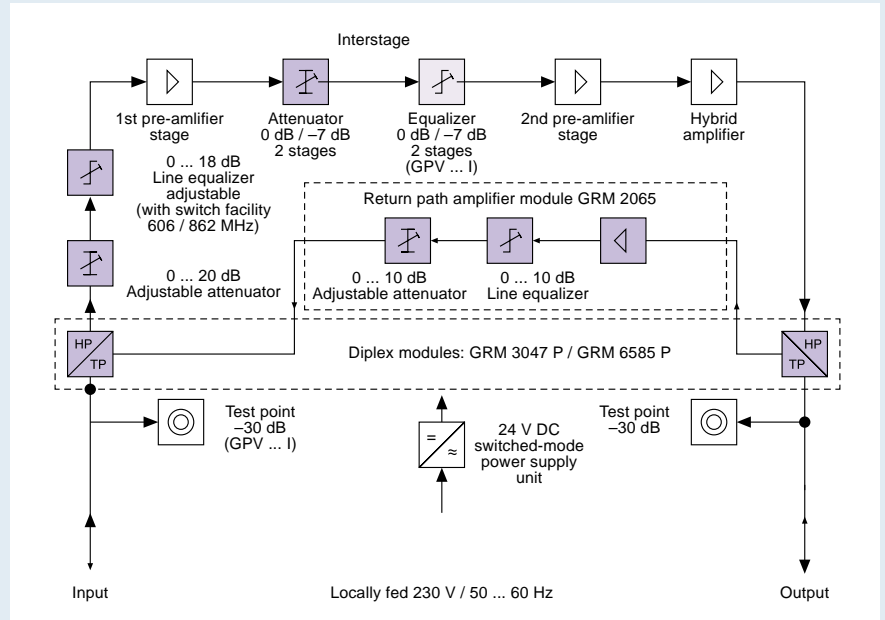 Interstage
1st pre-amlifier
stage
Attenuator
0 dB / –7 dB
2 stages
Equalizer
0 dB / –7 dB
2 stages
(GPV ... I)
2nd pre-amlifier
stage
Hybrid
amplifier
0 ... 18 dB
Line equalizer
adjustable
(with switch facility
606 / 862 MHz)
Return path amplifier module GRM 2065
0 ... 20 dB
Adjustable attenuator
0 ... 10 dB
Adjustable attenuator
0 ... 10 dB
Line equalizer
HP
TP
Diplex modules: GRM 3047 P / GRM 6585 P
HP
TP
Test point
–30 dB
(GPV ... I)
=
≈
24 V DC
switched-mode
power supply
unit
Test point
–30 dB
Input
Locally fed 230 V / 50 ... 60 Hz
Output